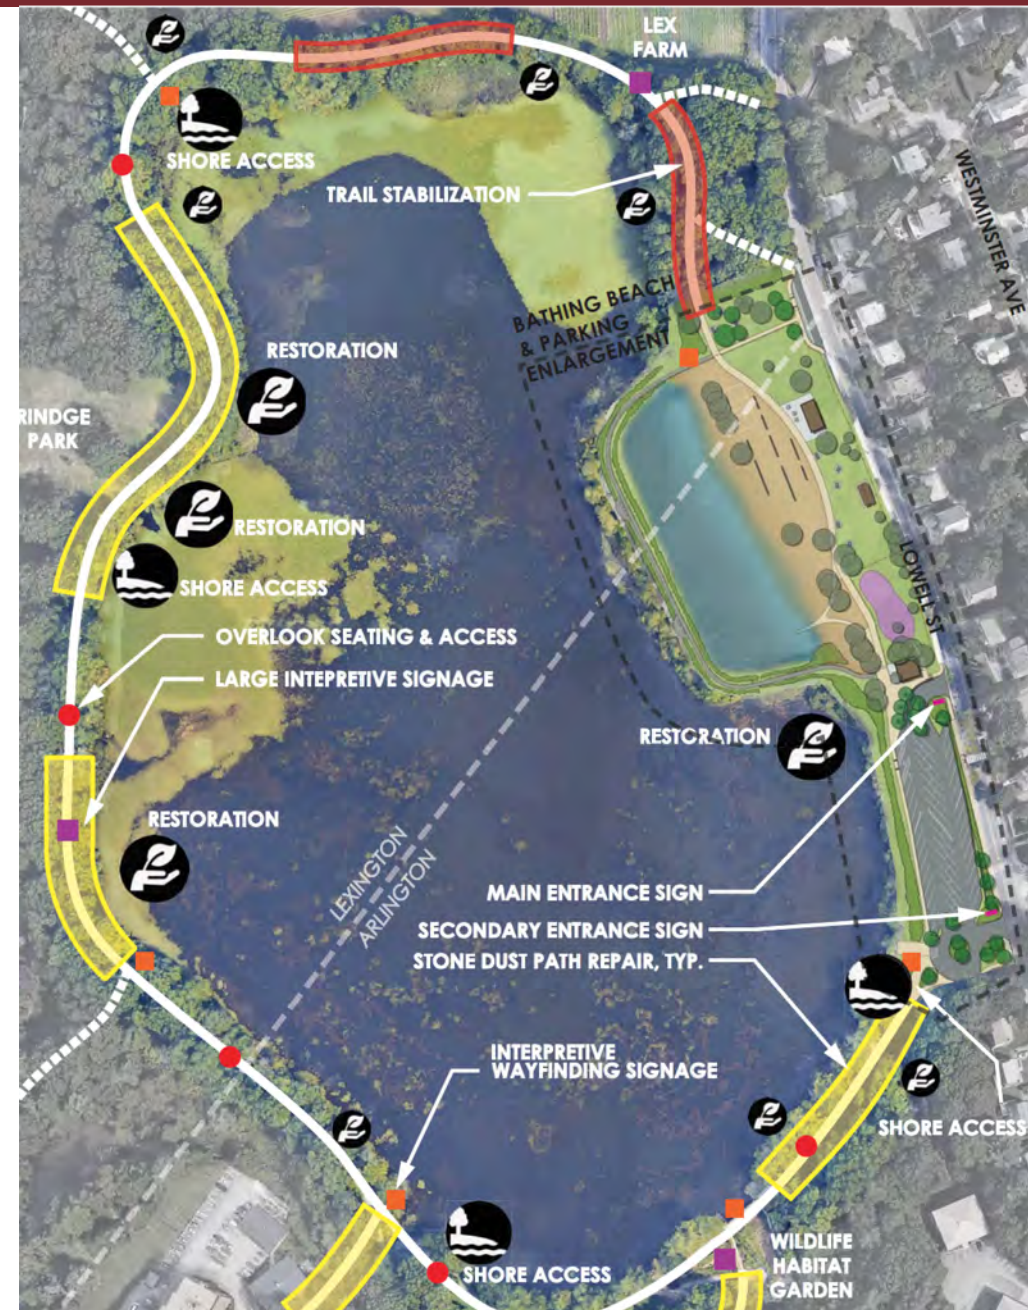 LEX
FARM
SHORE ACCESS
TRAIL STABILIZATION
WESTMINSTER AVE
BATHING BEACH
& PARKING
ENLARGEMENT
RESTORATION
RINDGE
PARK
RESTORATION
LOWELL ST
SHORE ACCESS
OVERLOOK SEATING & ACCESS
LARGE INTEPRETIVE SIGNAGE
RESTORATION
RESTORATION
LEXINGTON
ARLINGTON
MAIN ENTRANCE SIGN
SECONDARY ENTRANCE SIGN
STONE DUST PATH REPAIR, TYP.
INTERPRETIVE
WAYFINDING SIGNAGE
SHORE ACCESS
WILDLIFE
HABITAT
GARDEN
SHORE ACCESS